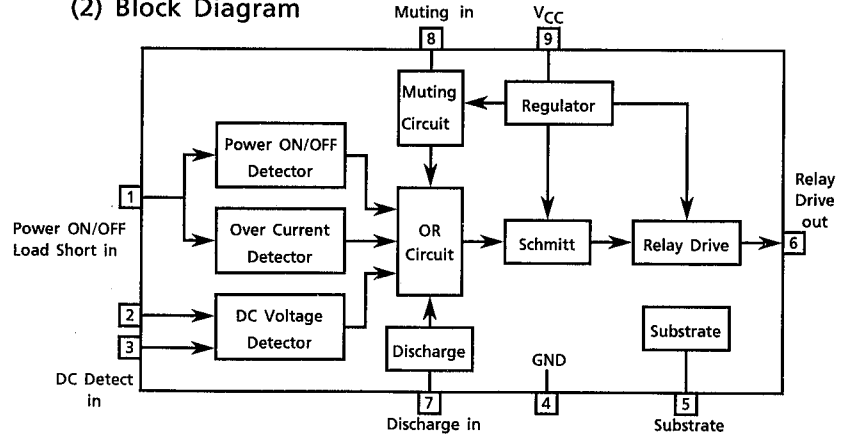 (2) Block Diagram
Muting in
VCC
8
9
Muting
Circuit
Regulator
Power ON/OFF
Detector
1
Power ON/OFF
Load Short in
Over Current
Detector
OR
Circuit
Schmitt
Relay Drive
Relay
Drive
out
6
2
3
DC Voltage
Detector
DC Detect
in
Discharge
GND
Substrate
7
4
5
Discharge in
Substrate